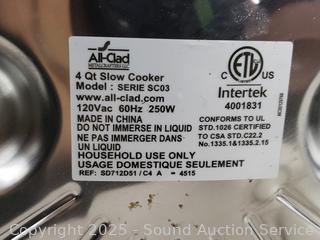 All-Clad
METALCRAFTERS LLC
4 Qt Slow Cooker
Model : SERIE SC03
www.all-clad.com
120Vac 60Hz 250W
MADE IN CHINA
DO NOT IMMERSE IN LIQUID
NE PAS IMMERGER DANS
UN LIQUIDE
HOUSEHOLD USE ONLY
USAGE DOMESTIQUE SEULEMENT
REF: SD712D51 / C4 A = 4515
C ETL US
LISTED
Intertek
4001831
CONFORMS TO UL
STD.1026 CERTIFIED
TO CSA STD.C22.2
No.1335.1&1335.2.15
© 2025 - Sound Auction Service